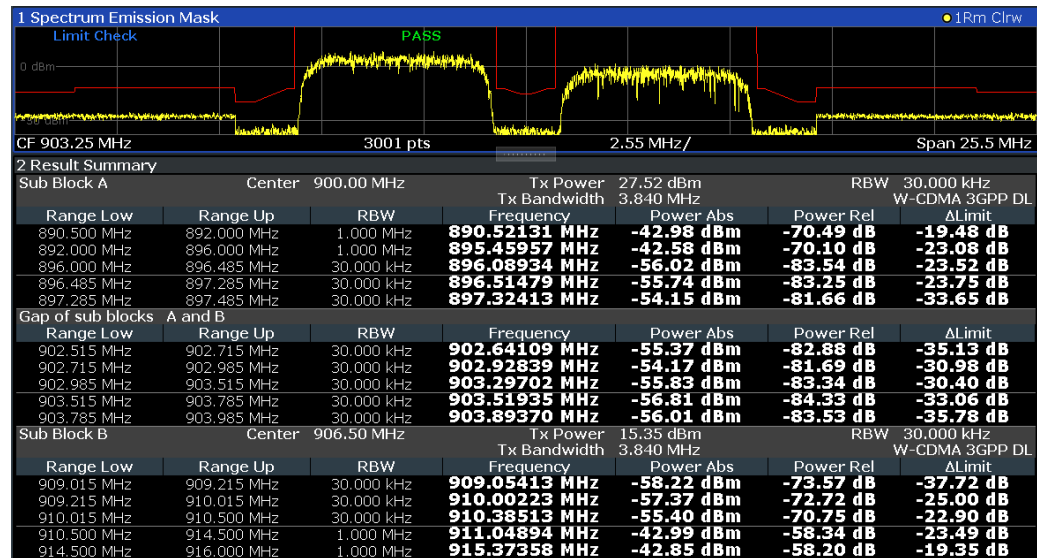 1 Spectrum Emission Mask ●1Rm Clrw
Limit Check PASS
0 dBm
CF 903.25 MHz 3001 pts 2.55 MHz/ Span 25.5 MHz
2 Result Summary
Sub Block A Center 900.00 MHz Tx Power 27.52 dBm RBW 30.000 kHz
Tx Bandwidth 3.840 MHz W-CDMA 3GPP DL
Range Low Range Up RBW Frequency Power Abs Power Rel ΔLimit
890.500 MHz 892.000 MHz 1.000 MHz 890.52131 MHz -42.98 dBm -70.49 dB -19.48 dB
892.000 MHz 896.000 MHz 1.000 MHz 895.45957 MHz -42.58 dBm -70.10 dB -23.08 dB
896.000 MHz 896.485 MHz 30.000 kHz 896.08934 MHz -56.02 dBm -83.54 dB -23.52 dB
896.485 MHz 897.285 MHz 30.000 kHz 896.51479 MHz -55.74 dBm -83.25 dB -23.75 dB
897.285 MHz 897.485 MHz 30.000 kHz 897.32413 MHz -54.15 dBm -81.66 dB -33.65 dB
Gap of sub blocks A and B
Range Low Range Up RBW Frequency Power Abs Power Rel ΔLimit
902.515 MHz 902.715 MHz 30.000 kHz 902.64109 MHz -55.37 dBm -82.88 dB -35.13 dB
902.715 MHz 902.985 MHz 30.000 kHz 902.92839 MHz -54.17 dBm -81.69 dB -30.98 dB
902.985 MHz 903.515 MHz 30.000 kHz 903.29702 MHz -55.83 dBm -83.34 dB -30.40 dB
903.515 MHz 903.785 MHz 30.000 kHz 903.51935 MHz -56.81 dBm -84.33 dB -33.06 dB
903.785 MHz 903.985 MHz 30.000 kHz 903.89370 MHz -56.01 dBm -83.53 dB -35.78 dB
Sub Block B Center 906.50 MHz Tx Power 15.35 dBm RBW 30.000 kHz
Tx Bandwidth 3.840 MHz W-CDMA 3GPP DL
Range Low Range Up RBW Frequency Power Abs Power Rel ΔLimit
909.015 MHz 909.215 MHz 30.000 kHz 909.05413 MHz -58.22 dBm -73.57 dB -37.72 dB
909.215 MHz 910.015 MHz 30.000 kHz 910.00223 MHz -57.37 dBm -72.72 dB -25.00 dB
910.015 MHz 910.500 MHz 30.000 kHz 910.38513 MHz -55.40 dBm -70.75 dB -22.90 dB
910.500 MHz 914.500 MHz 1.000 MHz 911.04894 MHz -42.99 dBm -58.34 dB -23.49 dB
914.500 MHz 916.000 MHz 1.000 MHz 915.37358 MHz -42.85 dBm -58.20 dB -19.35 dB